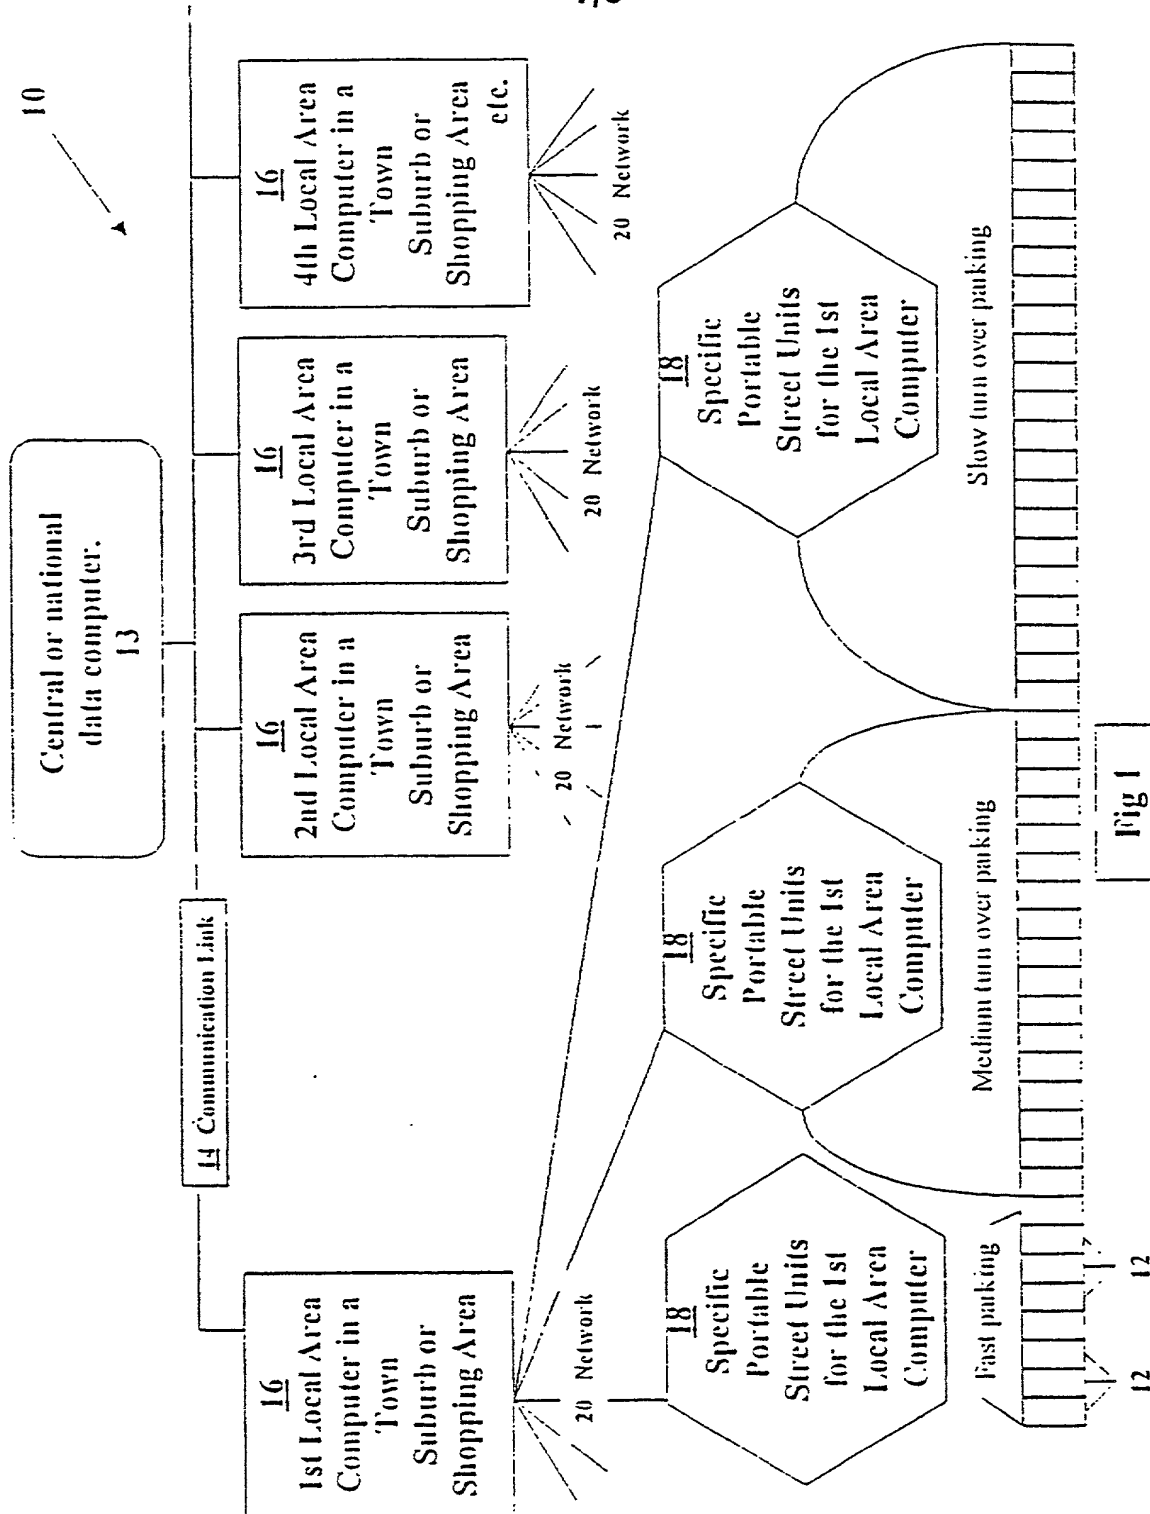 10
Central or national
data computer.
13
14 Communication Link
16
1st Local Area
Computer in a
Town
Suburb or
Shopping Area
16
2nd Local Area
Computer in a
Town
Suburb or
Shopping Area
16
3rd Local Area
Computer in a
Town
Suburb or
Shopping Area
16
4th Local Area
Computer in a
Town
Suburb or
Shopping Area
etc.
20 Network
20 Network
20 Network
20 Network
18
Specific
Portable
Street Units
for the 1st
Local Area
Computer
18
Specific
Portable
Street Units
for the 1st
Local Area
Computer
18
Specific
Portable
Street Units
for the 1st
Local Area
Computer
Fast parking
Medium turn over parking
Slow turn over parking
12
12
Fig 1